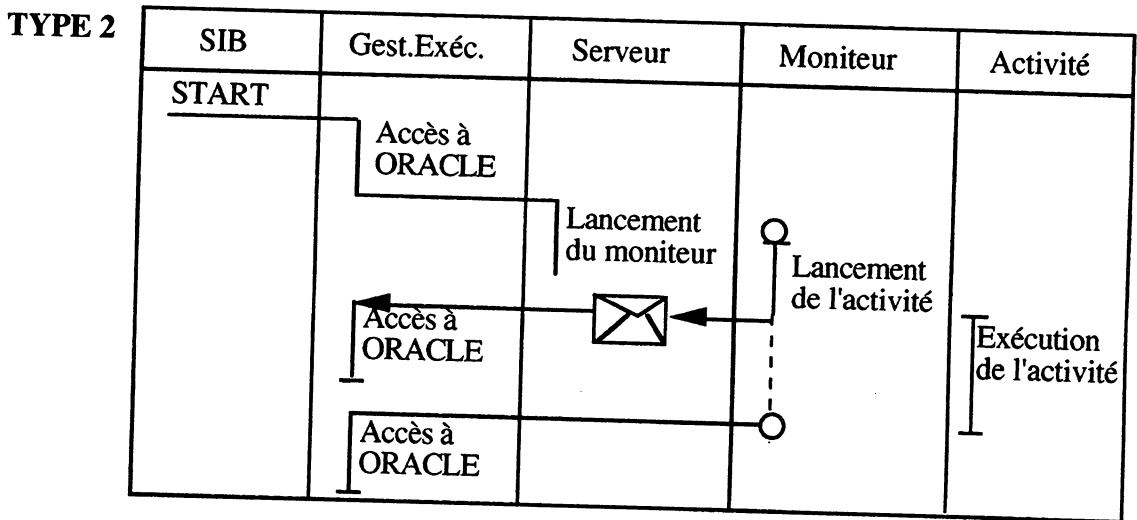 TYPE 2
SIB
Gest.Exéc.
Serveur
Moniteur
Activité
START
Accès à
ORACLE
Lancement
du moniteur
Lancement
de l'activité
Accès à
ORACLE
Exécution
de l'activité
Accès à
ORACLE